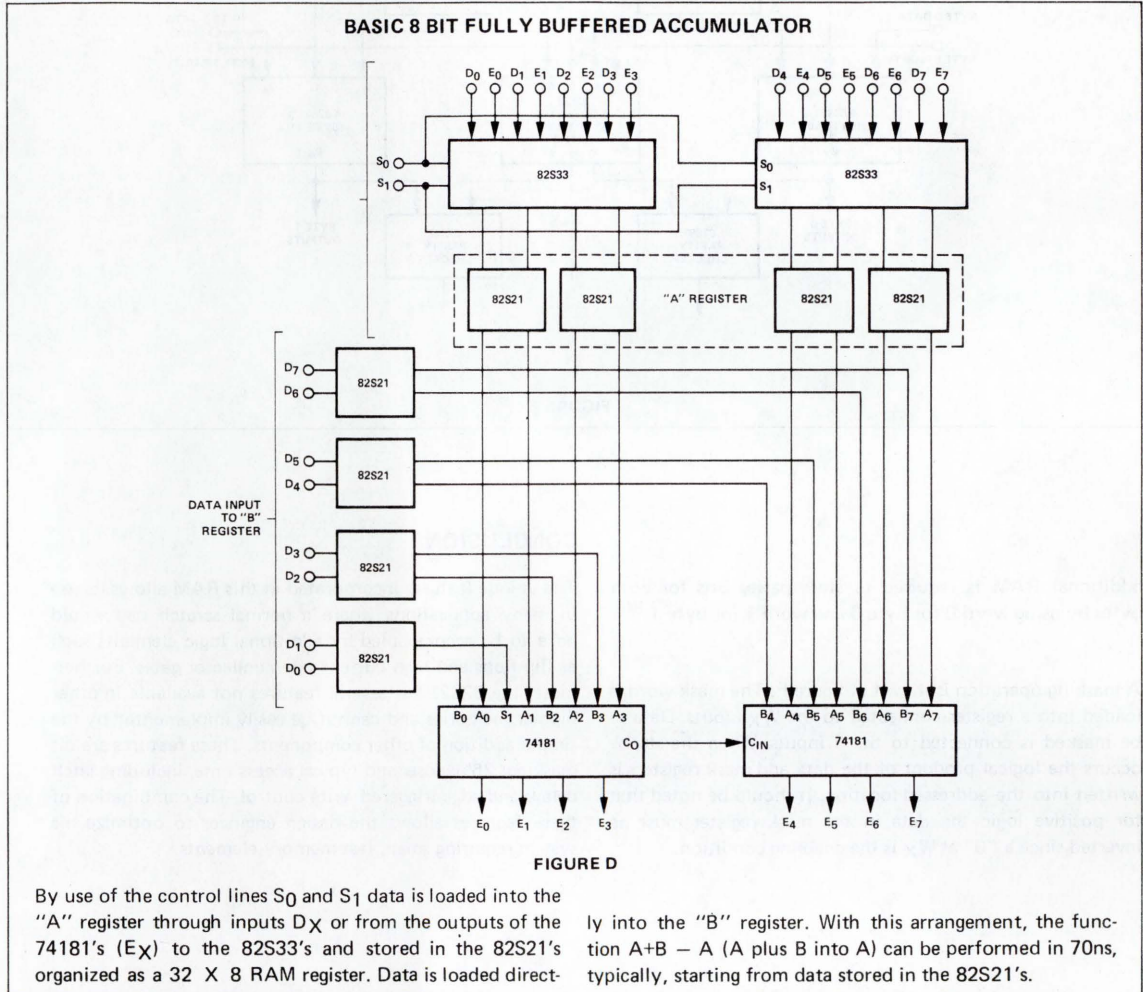 BASIC 8 BIT FULLY BUFFERED ACCUMULATOR
D0 E0 D1 E1 D2 E2 D3 E3
D4 E4 D5 E5 D6 E6 D7 E7
S0
S1
82S33
S0
S1
82S33
82S21
82S21
"A" REGISTER
82S21
82S21
D7
D6
82S21
D5
D4
82S21
DATA INPUT
TO "B"
REGISTER
D3
D2
82S21
D1
D0
82S21
B0 A0 S1 A1 B2 A2 B3 A3
74181
C0
B4 A4 B5 A5 B6 A6 B7 A7
CIN
74181
E0 E1 E2 E3
E4 E5 E6 E7
FIGURE D
By use of the control lines S0 and S1 data is loaded into the
"A" register through inputs DX or from the outputs of the
74181's (EX) to the 82S33's and stored in the 82S21's
organized as a 32 X 8 RAM register. Data is loaded direct-
ly into the "B" register. With this arrangement, the func-
tion A+B – A (A plus B into A) can be performed in 70ns,
typically, starting from data stored in the 82S21's.